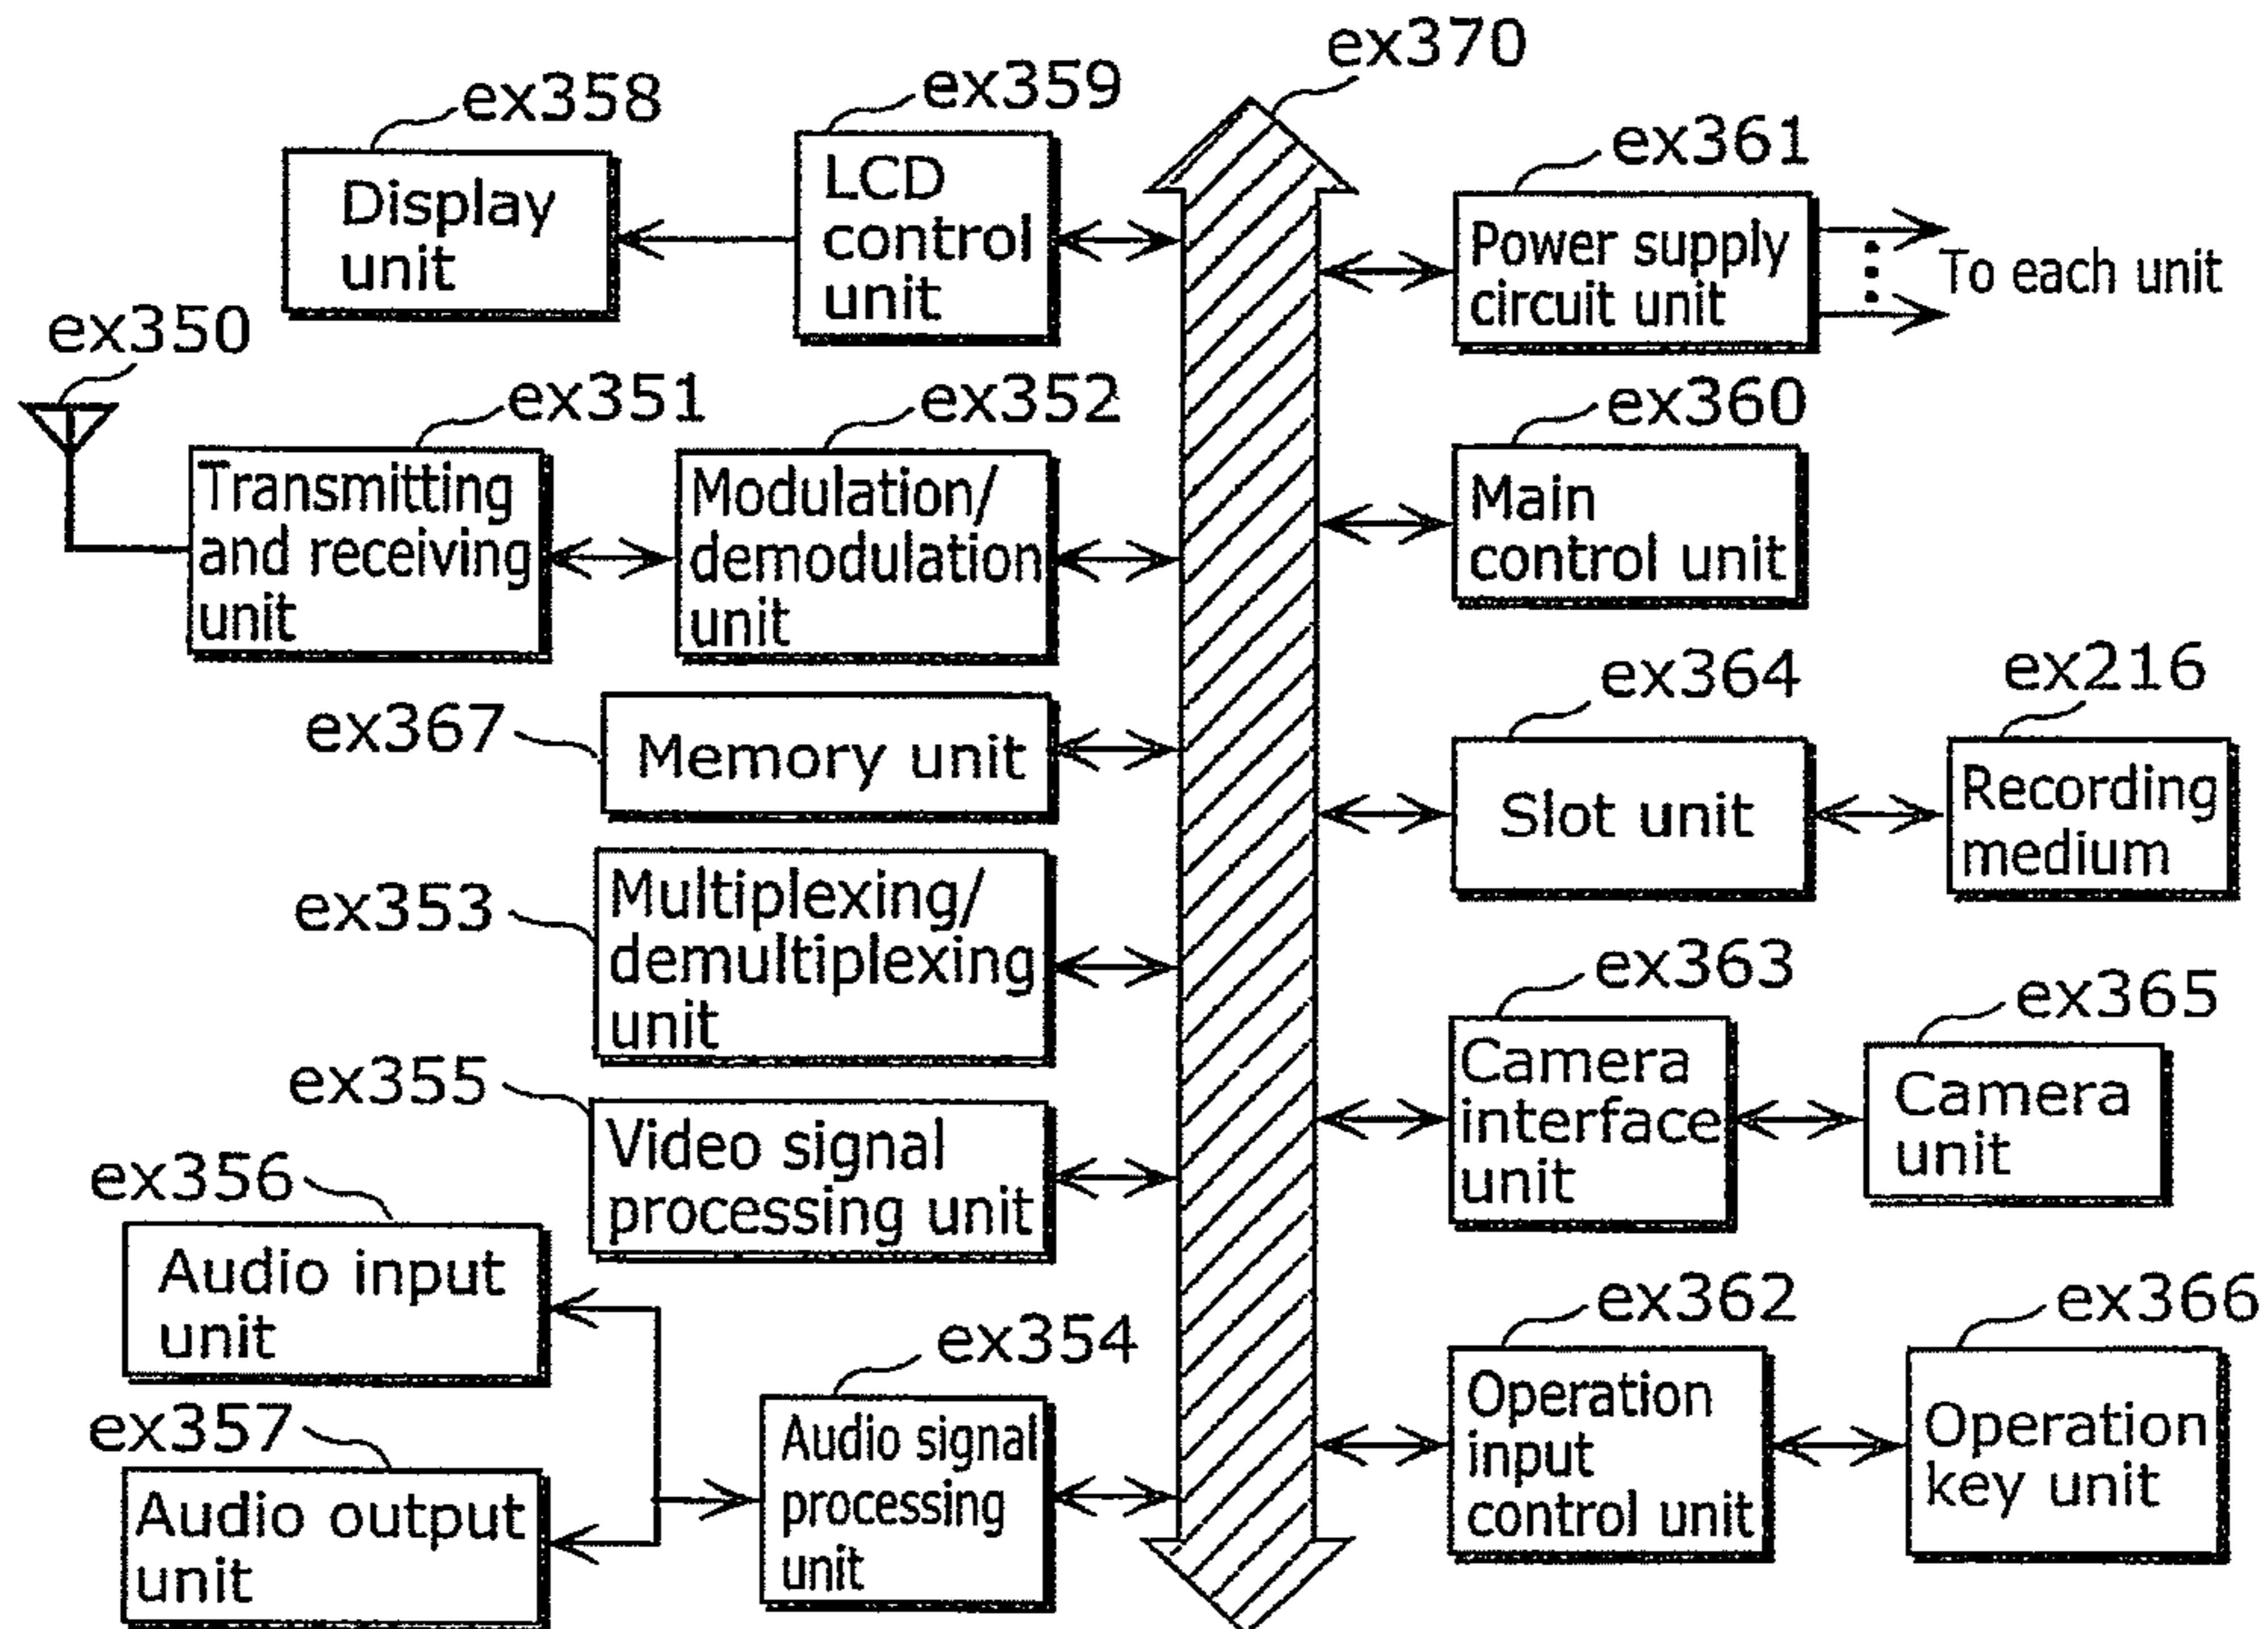 ex370
ex358
ex359
ex361
Display
unit
LCD
control
unit
Power supply
circuit unit
To each unit
ex350
ex351
ex352
ex360
Transmitting
and receiving
unit
Modulation/
demodulation
unit
Main
control unit
ex367
Memory unit
ex364
ex216
Slot unit
Recording
medium
ex353
Multiplexing/
demultiplexing
unit
ex363
ex365
Camera
interface
unit
Camera
unit
ex355
Video signal
processing unit
ex356
Audio input
unit
ex354
ex362
ex366
ex357
Audio output
unit
Audio signal
processing
unit
Operation
input
control unit
Operation
key unit